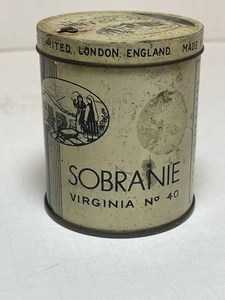 LIMITED. LONDON, ENGLAND. MADE
SOBRANIE
VIRGINIA No 40